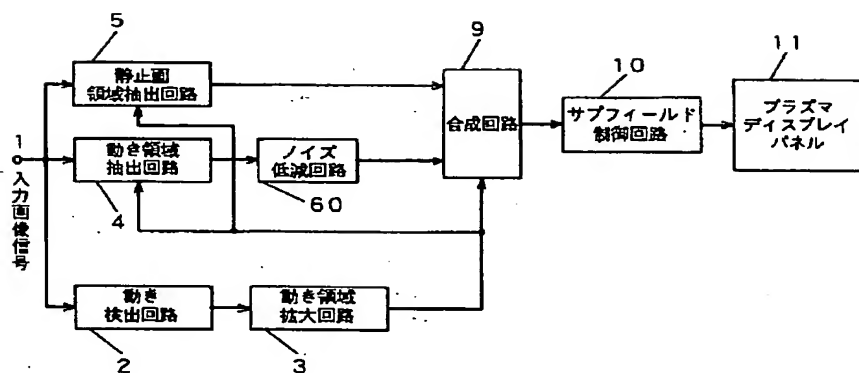 5
静止画
領域抽出回路
1
入力画像信号
動き領域
抽出回路
4
ノイズ
低減回路
60
動き
検出回路
2
動き領域
拡大回路
3
9
合成回路
10
サブフィールド
制御回路
11
プラズマ
ディスプレイ
パネル